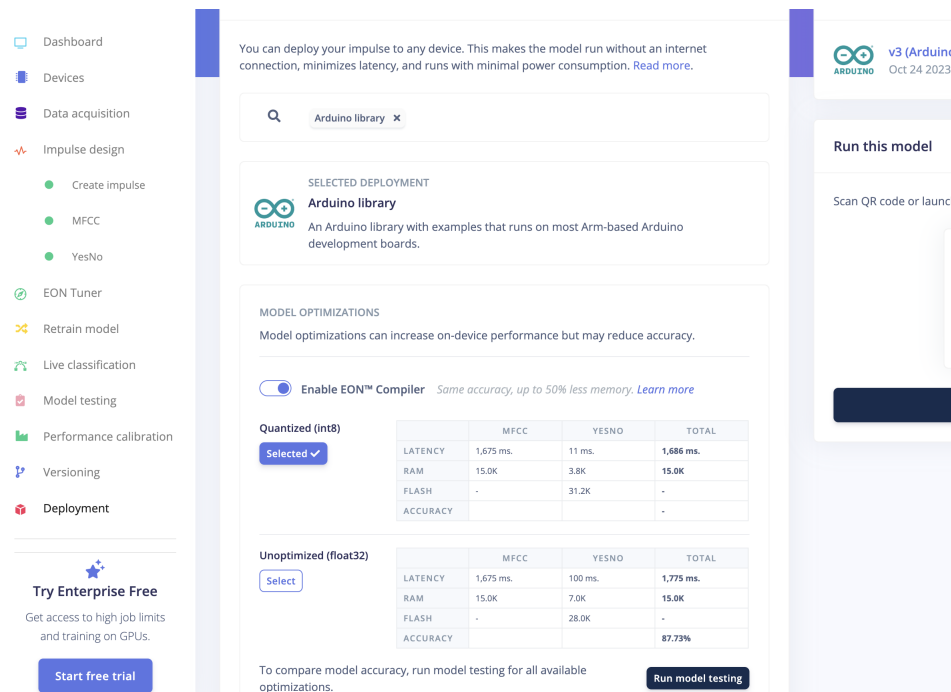 Dashboard
Devices
Data acquisition
Impulse design
Create impulse
MFCC
YesNo
EON Tuner
Retrain model
Live classification
Model testing
Performance calibration
Versioning
Deployment
Try Enterprise Free
Get access to high job limits
and training on GPUs.
Start free trial
You can deploy your impulse to any device. This makes the model run without an internet
connection, minimizes latency, and runs with minimal power consumption. Read more.
Arduino library ×
SELECTED DEPLOYMENT
Arduino library
ARDUINO
An Arduino library with examples that runs on most Arm-based Arduino
development boards.
MODEL OPTIMIZATIONS
Model optimizations can increase on-device performance but may reduce accuracy.
Enable EON™ Compiler Same accuracy, up to 50% less memory. Learn more
Quantized (int8)
Selected ✓
MFCC YESNO TOTAL
LATENCY 1,675 ms. 11 ms. 1,686 ms.
RAM 15.0K 3.8K 15.0K
FLASH - 31.2K -
ACCURACY -
Unoptimized (float32)
Select
MFCC YESNO TOTAL
LATENCY 1,675 ms. 100 ms. 1,775 ms.
RAM 15.0K 7.0K 15.0K
FLASH - 28.0K -
ACCURACY 87.73%
To compare model accuracy, run model testing for all available
optimizations.
Run model testing
ARDUINO
v3 (Arduino
Oct 24 2023
Run this model
Scan QR code or launc